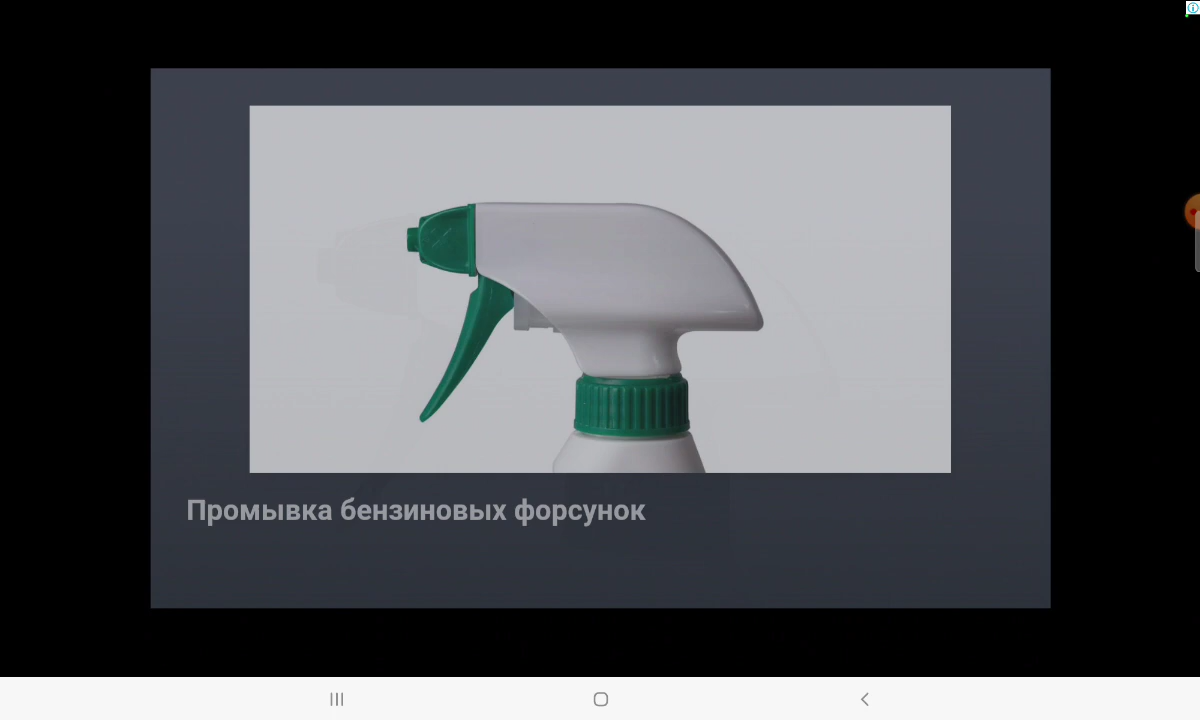 Промывка бензиновых форсунок